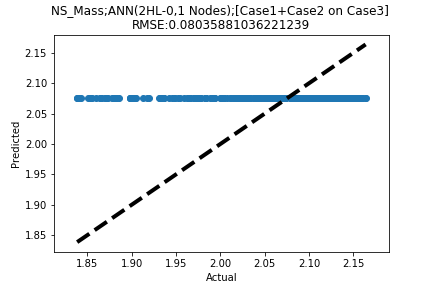 NS_Mass;ANN(2HL-0,1 Nodes);[Case1+Case2 on Case3]
RMSE:0.08035881036221239
2.15
2.10
2.05
2.00
1.95
1.90
1.85
Predicted
1.85 1.90 1.95 2.00 2.05 2.10 2.15
Actual